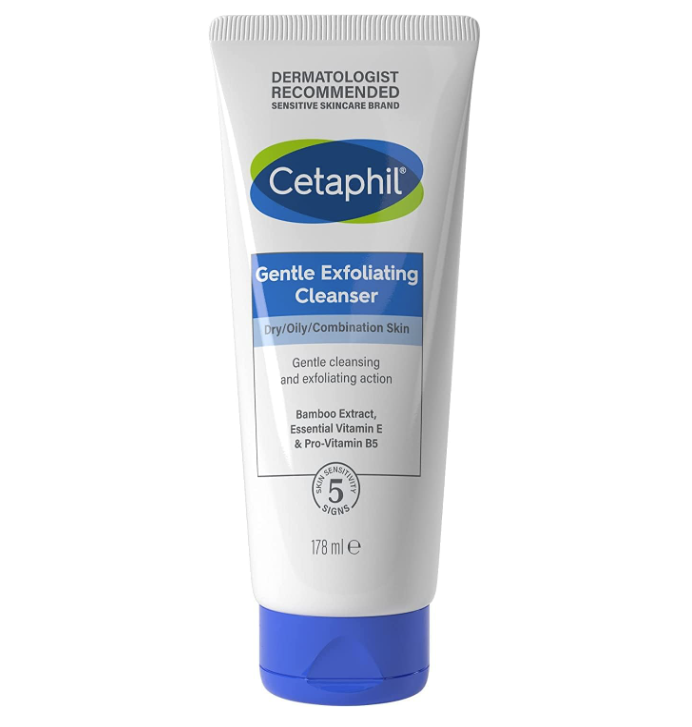 DERMATOLOGIST
RECOMMENDED
SENSITIVE SKINCARE BRAND
Cetaphil®
Gentle Exfoliating
Cleanser
Dry/Oily/Combination Skin
Gentle cleansing
and exfoliating action
Bamboo Extract,
Essential Vitamin E
& Pro-Vitamin B5
SKIN SENSITIVITY
5
SIGNS
178 ml ℮